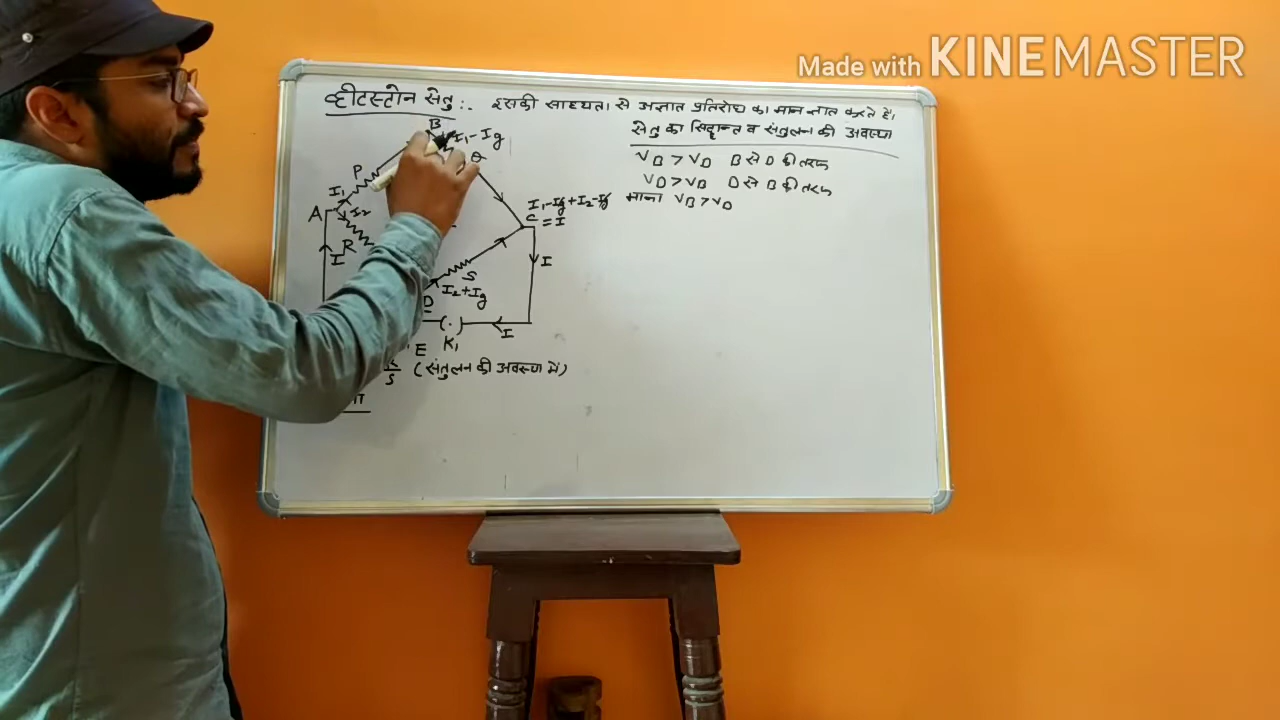 Made with KINEMASTER
व्हीटस्टोन सेतु :. इसकी सहायता से अज्ञात प्रतिरोध का मान ज्ञात करते हैं।
सेतु का सिद्धान्त व संतुलन की अवस्था
VB > VD B से D की तरफ
VD > VB D से B की तरफ
माना VB > VD
B
I1 - Ig
P
Q
I1
A
I2
R
I
I1 - Ig + I2 - Ig
C = I
I
S
I2 + Ig
D
I
E
K1
S (संतुलन की अवस्था में)